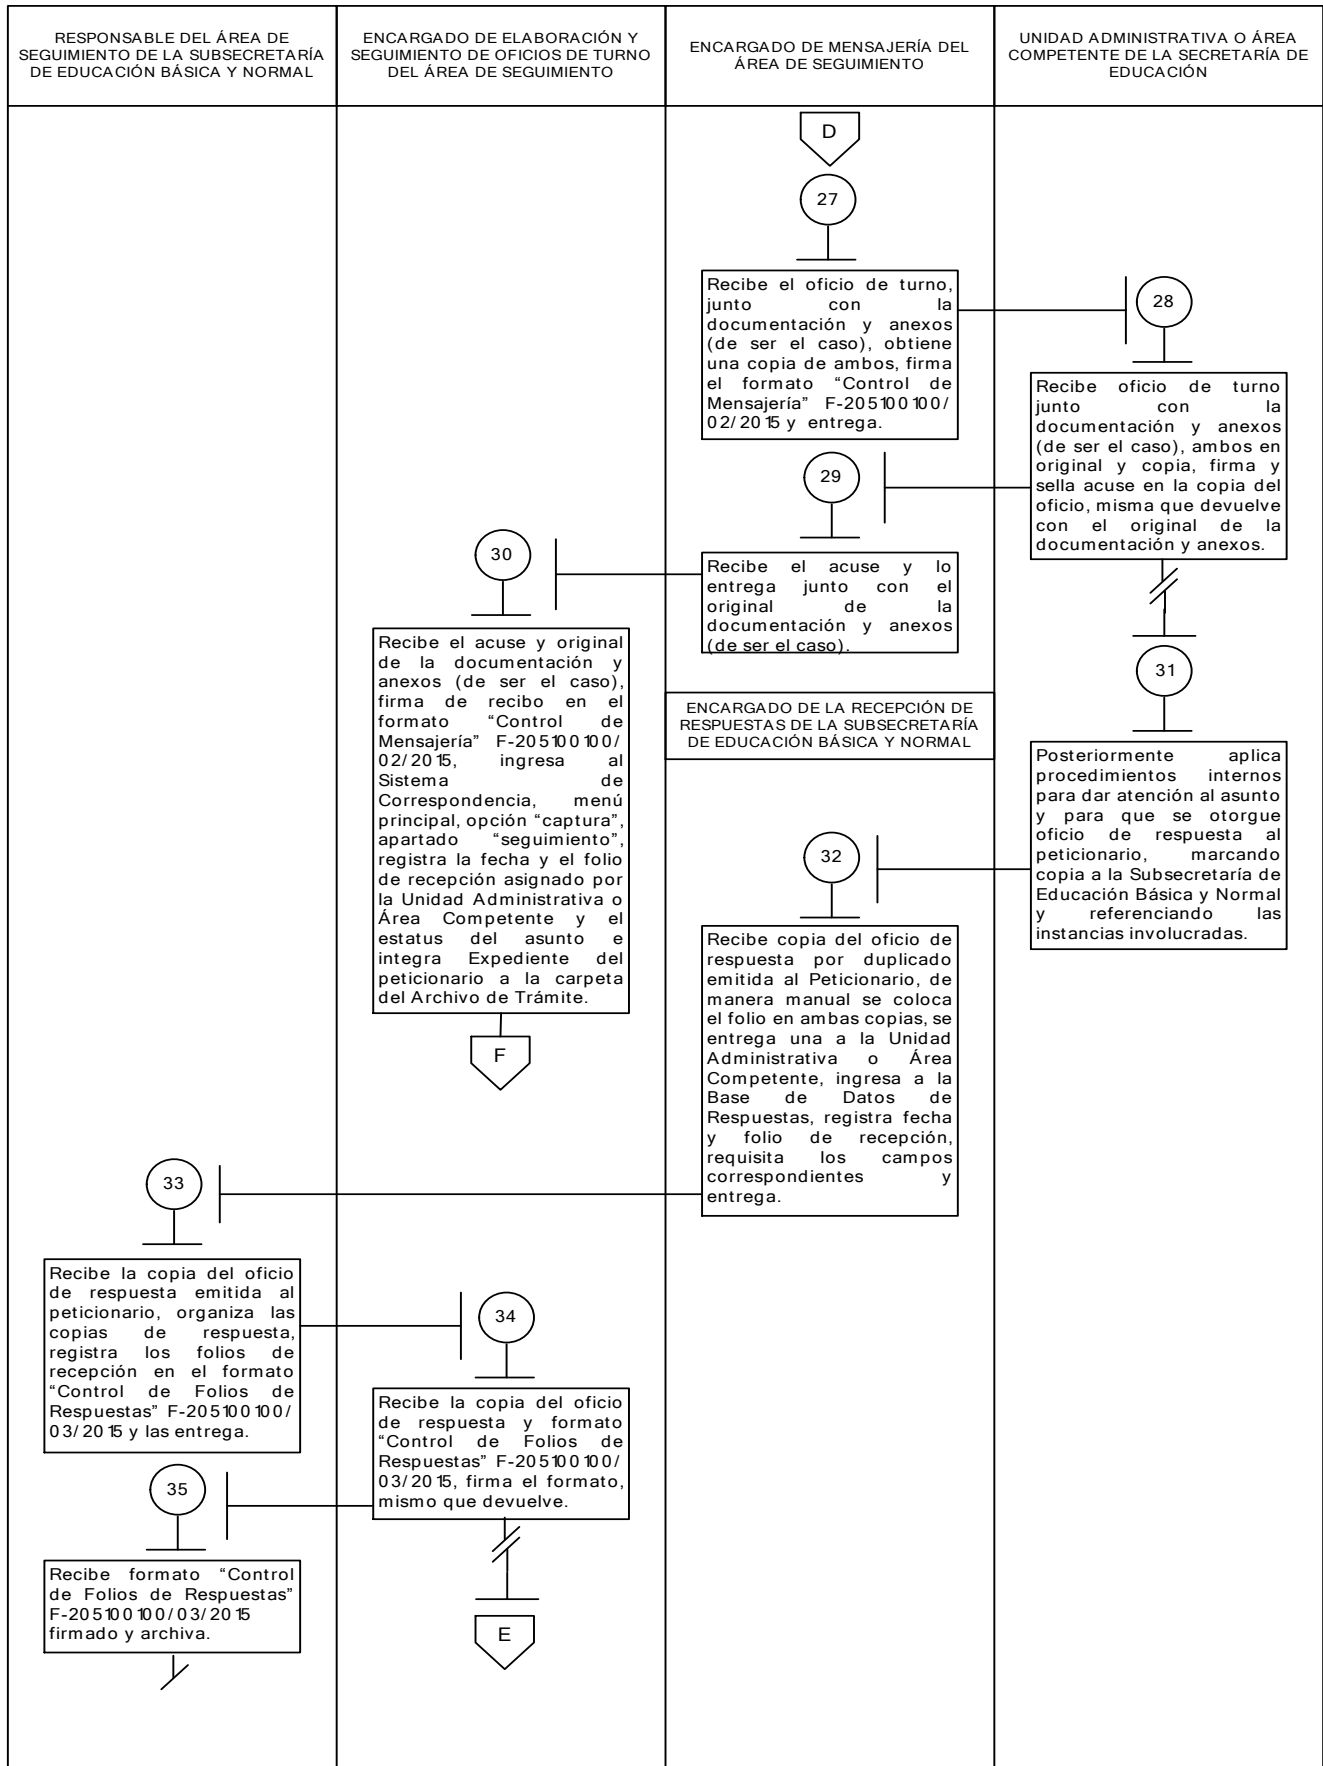 RESPONSABLE DEL ÁREA DE
SEGUIMIENTO DE LA SUBSECRETARÍA
DE EDUCACIÓN BÁSICA Y NORMAL
ENCARGADO DE ELABORACIÓN Y
SEGUIMIENTO DE OFICIOS DE TURNO
DEL ÁREA DE SEGUIMIENTO
ENCARGADO DE MENSAJERÍA DEL
ÁREA DE SEGUIMIENTO
UNIDAD ADMINISTRATIVA O ÁREA
COMPETENTE DE LA SECRETARÍA DE
EDUCACIÓN
D
27
Recibe el oficio de turno,
junto con la
documentación y anexos
(de ser el caso), obtiene
una copia de ambos, firma
el formato “Control de
Mensajería” F-205100100/
02/2015 y entrega.
28
Recibe oficio de turno
junto con la
documentación y anexos
(de ser el caso), ambos en
original y copia, firma y
sella acuse en la copia del
oficio, misma que devuelve
con el original de la
documentación y anexos.
29
Recibe el acuse y lo
entrega junto con el
original de la
documentación y anexos
(de ser el caso).
30
Recibe el acuse y original
de la documentación y
anexos (de ser el caso),
firma de recibo en el
formato “Control de
Mensajería” F-205100100/
02/2015, ingresa al
Sistema de
Correspondencia, menú
principal, opción “captura”,
apartado “seguimiento”,
registra la fecha y el folio
de recepción asignado por
la Unidad Administrativa o
Área Competente y el
estatus del asunto e
integra Expediente del
peticionario a la carpeta
del Archivo de Trámite.
F
31
Posteriormente aplica
procedimientos internos
para dar atención al asunto
y para que se otorgue
oficio de respuesta al
peticionario, marcando
copia a la Subsecretaría de
Educación Básica y Normal
y referenciando las
instancias involucradas.
ENCARGADO DE LA RECEPCIÓN DE
RESPUESTAS DE LA SUBSECRETARÍA
DE EDUCACIÓN BÁSICA Y NORMAL
32
Recibe copia del oficio de
respuesta por duplicado
emitida al Peticionario, de
manera manual se coloca
el folio en ambas copias, se
entrega una a la Unidad
Administrativa o Área
Competente, ingresa a la
Base de Datos de
Respuestas, registra fecha
y folio de recepción,
requisita los campos
correspondientes y
entrega.
33
Recibe la copia del oficio
de respuesta emitida al
peticionario, organiza las
copias de respuesta,
registra los folios de
recepción en el formato
“Control de Folios de
Respuestas” F-205100100/
03/2015 y las entrega.
34
Recibe la copia del oficio
de respuesta y formato
“Control de Folios de
Respuestas” F-205100100/
03/2015, firma el formato,
mismo que devuelve.
35
Recibe formato “Control
de Folios de Respuestas”
F-205100100/03/2015
firmado y archiva.
E